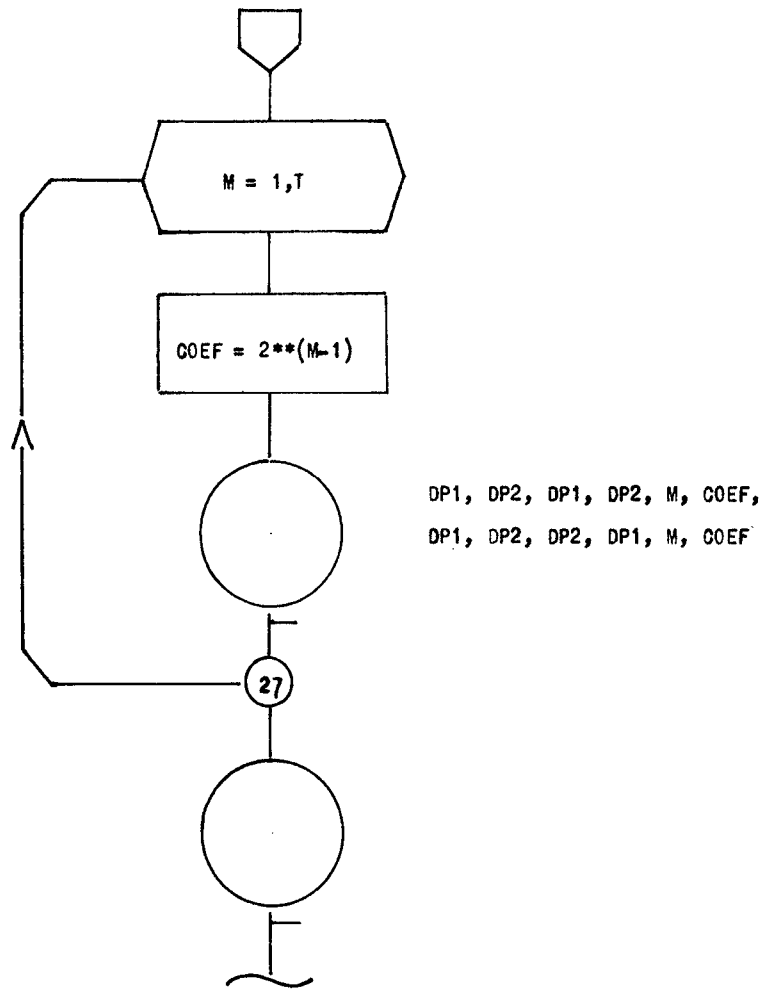 M = 1,T
COEF = 2**(M-1)
DP1, DP2, DP1, DP2, M, COEF,
DP1, DP2, DP2, DP1, M, COEF
27